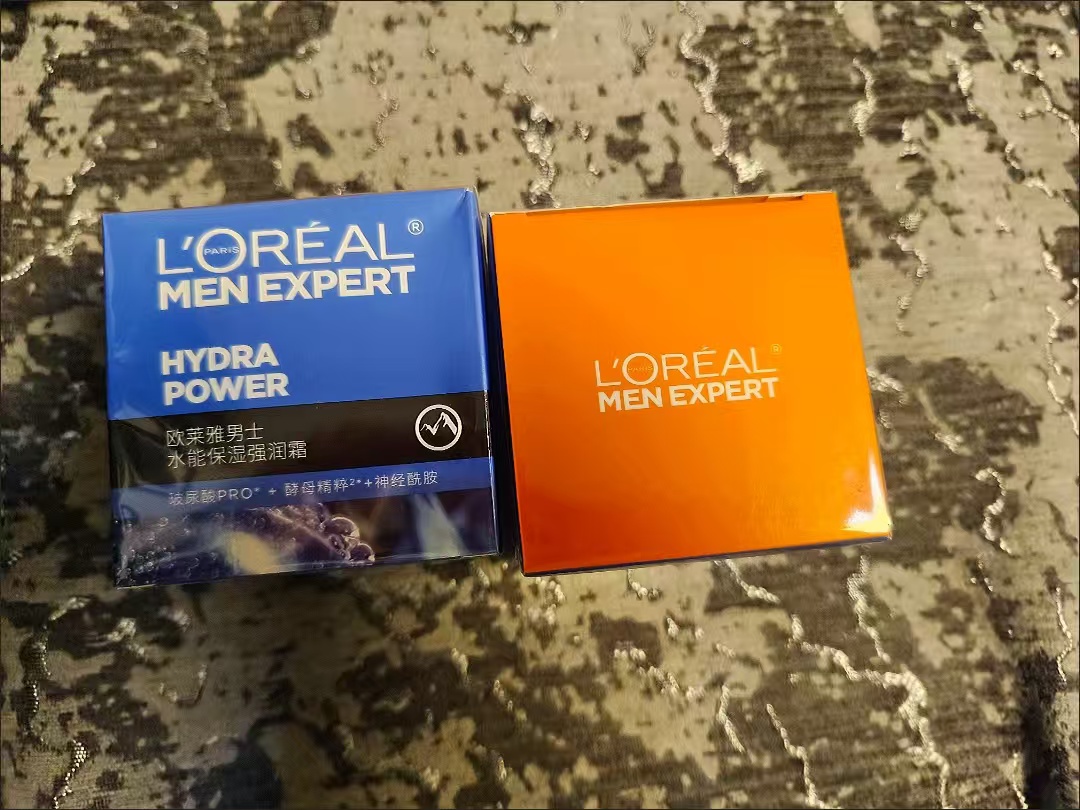 L'ORÉAL®
PARIS
MEN EXPERT
HYDRA
POWER
欧莱雅男士
水能保湿强润霜
玻尿酸PRO* + 酵母精粹²*+神经酰胺
L'ORÉAL®
PARIS
MEN EXPERT